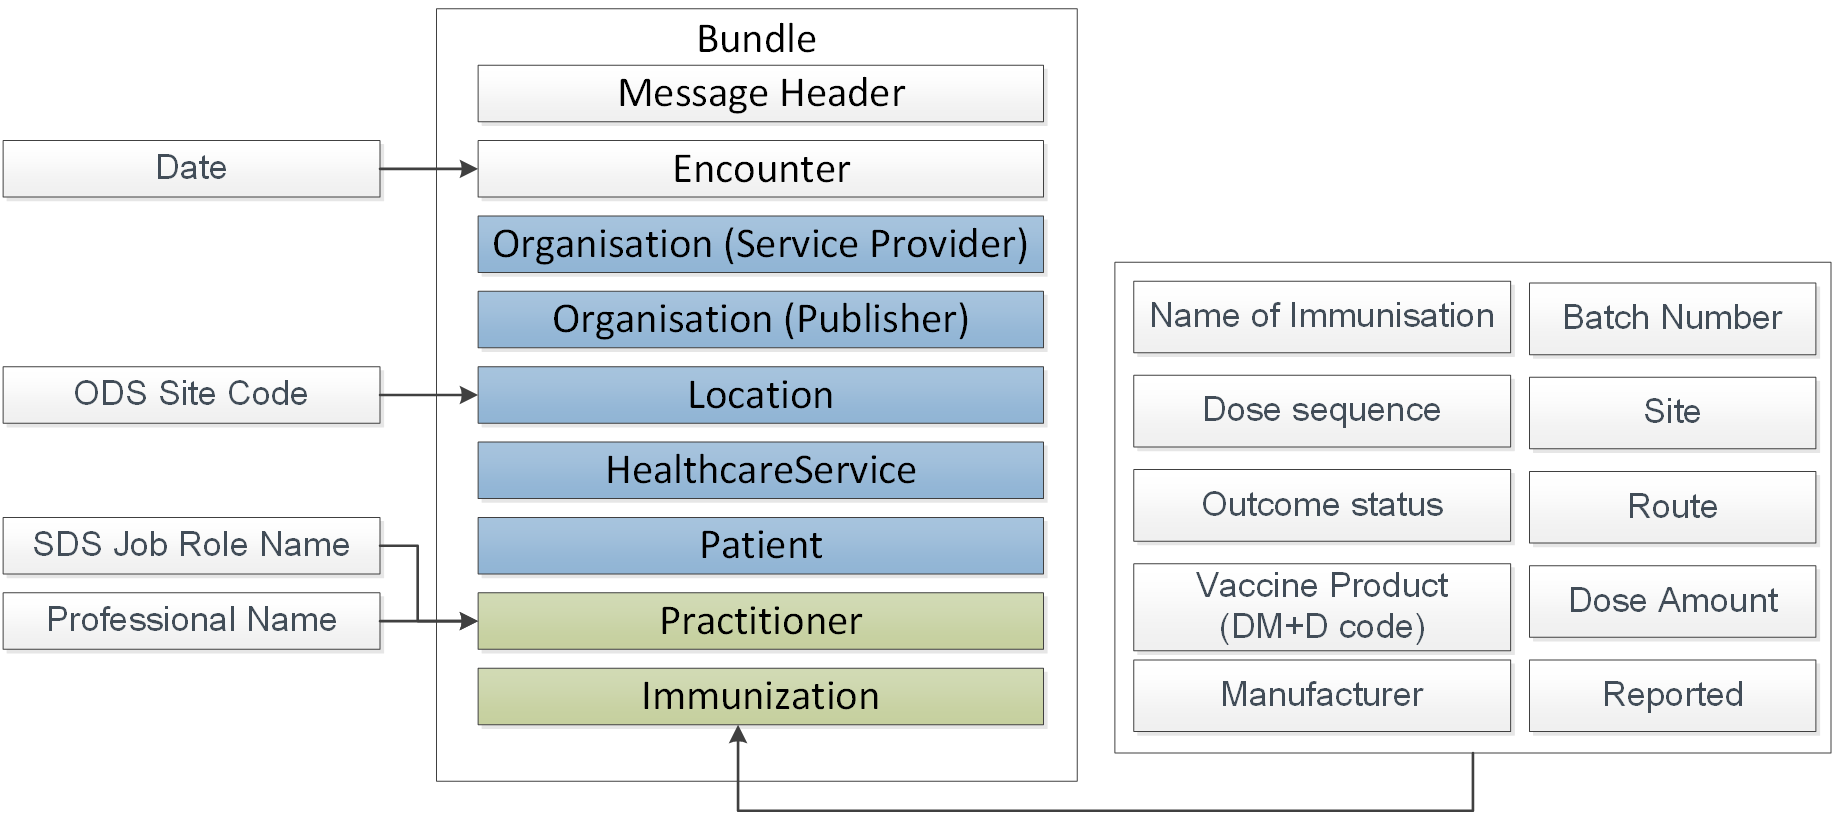 Bundle
Message Header
Date
Encounter
Organisation (Service Provider)
Organisation (Publisher)
ODS Site Code
Location
HealthcareService
SDS Job Role Name
Patient
Professional Name
Practitioner
Immunization
Name of Immunisation
Batch Number
Dose sequence
Site
Outcome status
Route
Vaccine Product
(DM+D code)
Dose Amount
Manufacturer
Reported